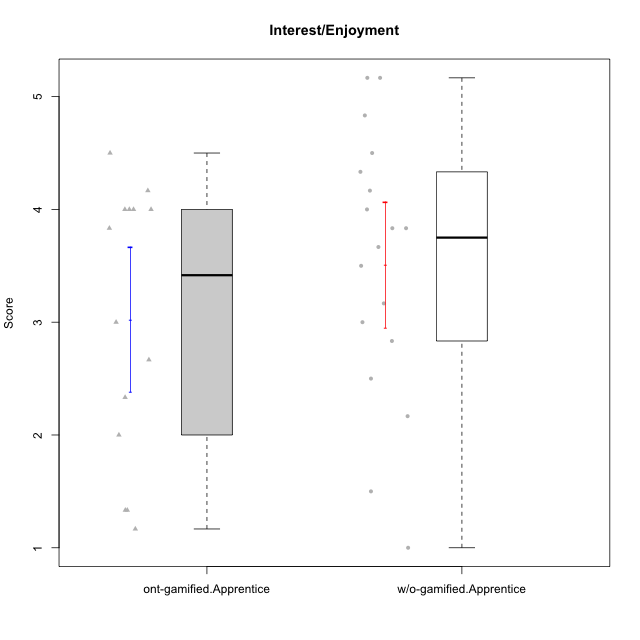 Interest/Enjoyment
Score
5
4
3
2
1
ont-gamified.Apprentice
w/o-gamified.Apprentice